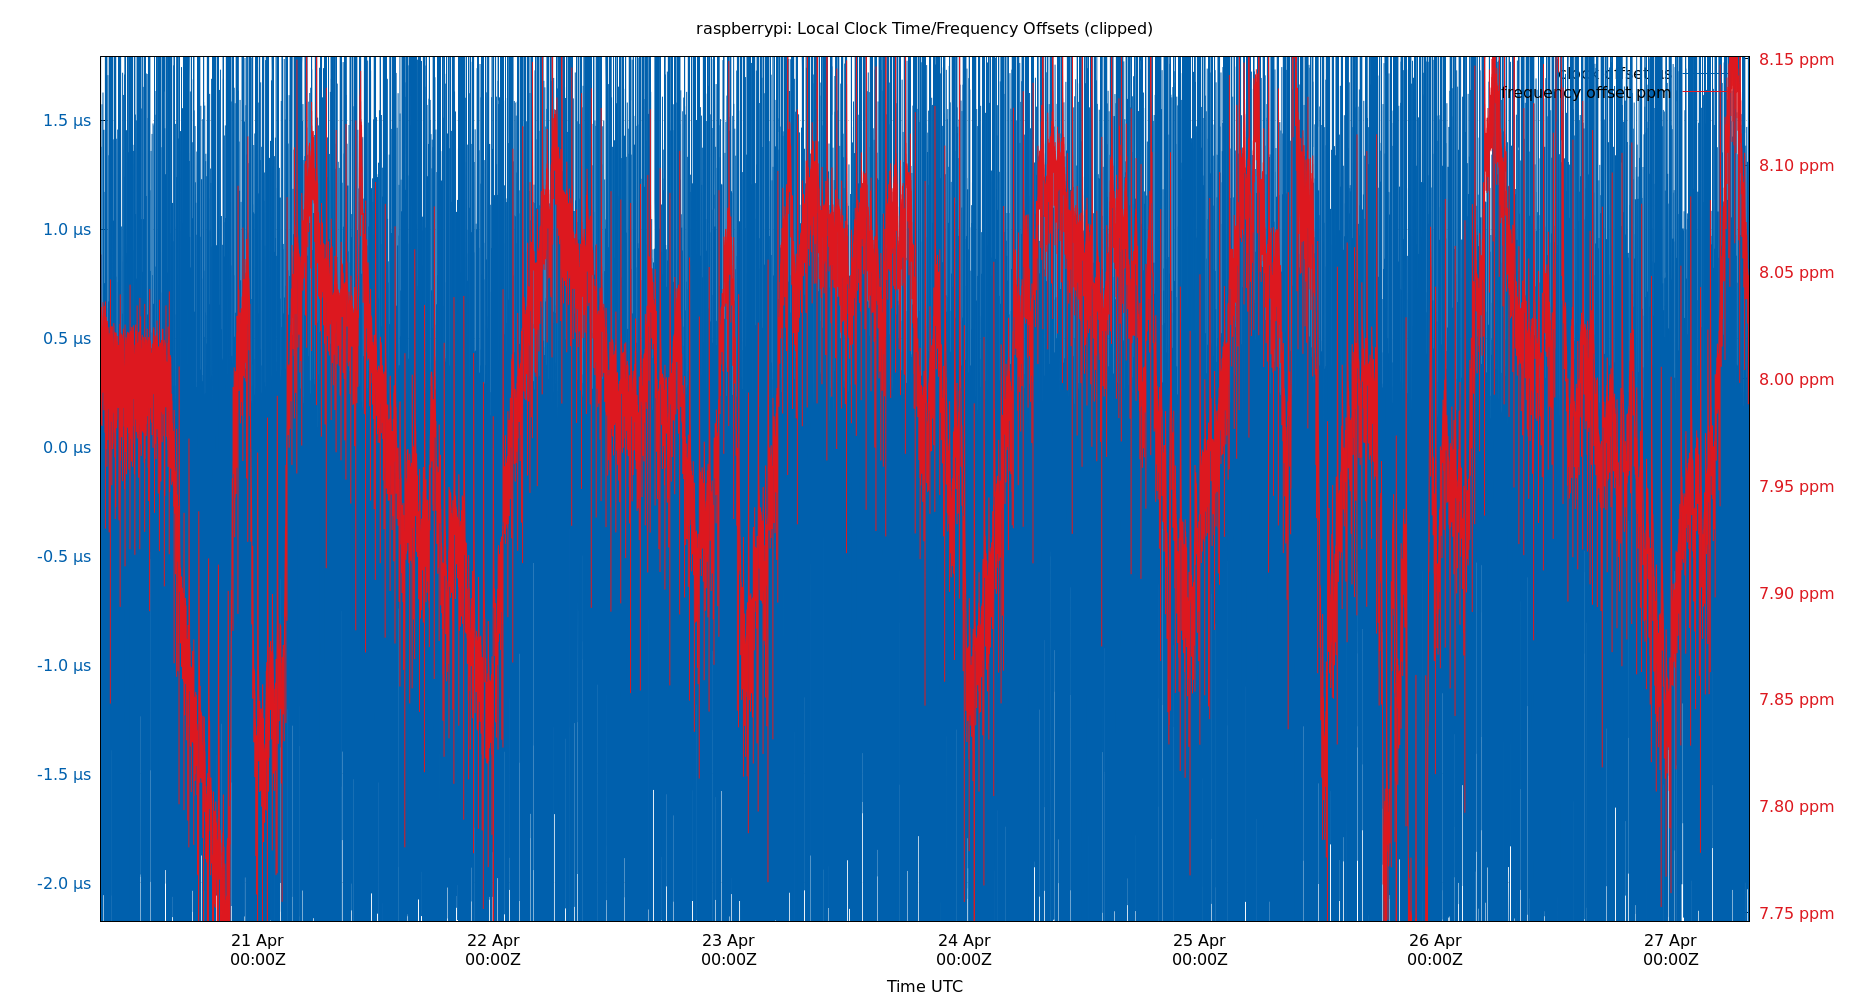 raspberrypi: Local Clock Time/Frequency Offsets (clipped)
8.15 ppm
clock offset µs
frequency offset ppm
1.5 µs
8.10 ppm
1.0 µs
8.05 ppm
0.5 µs
8.00 ppm
0.0 µs
7.95 ppm
-0.5 µs
7.90 ppm
-1.0 µs
7.85 ppm
-1.5 µs
7.80 ppm
-2.0 µs
7.75 ppm
21 Apr 22 Apr 23 Apr 24 Apr 25 Apr 26 Apr 27 Apr
00:00Z 00:00Z 00:00Z 00:00Z 00:00Z 00:00Z 00:00Z
Time UTC